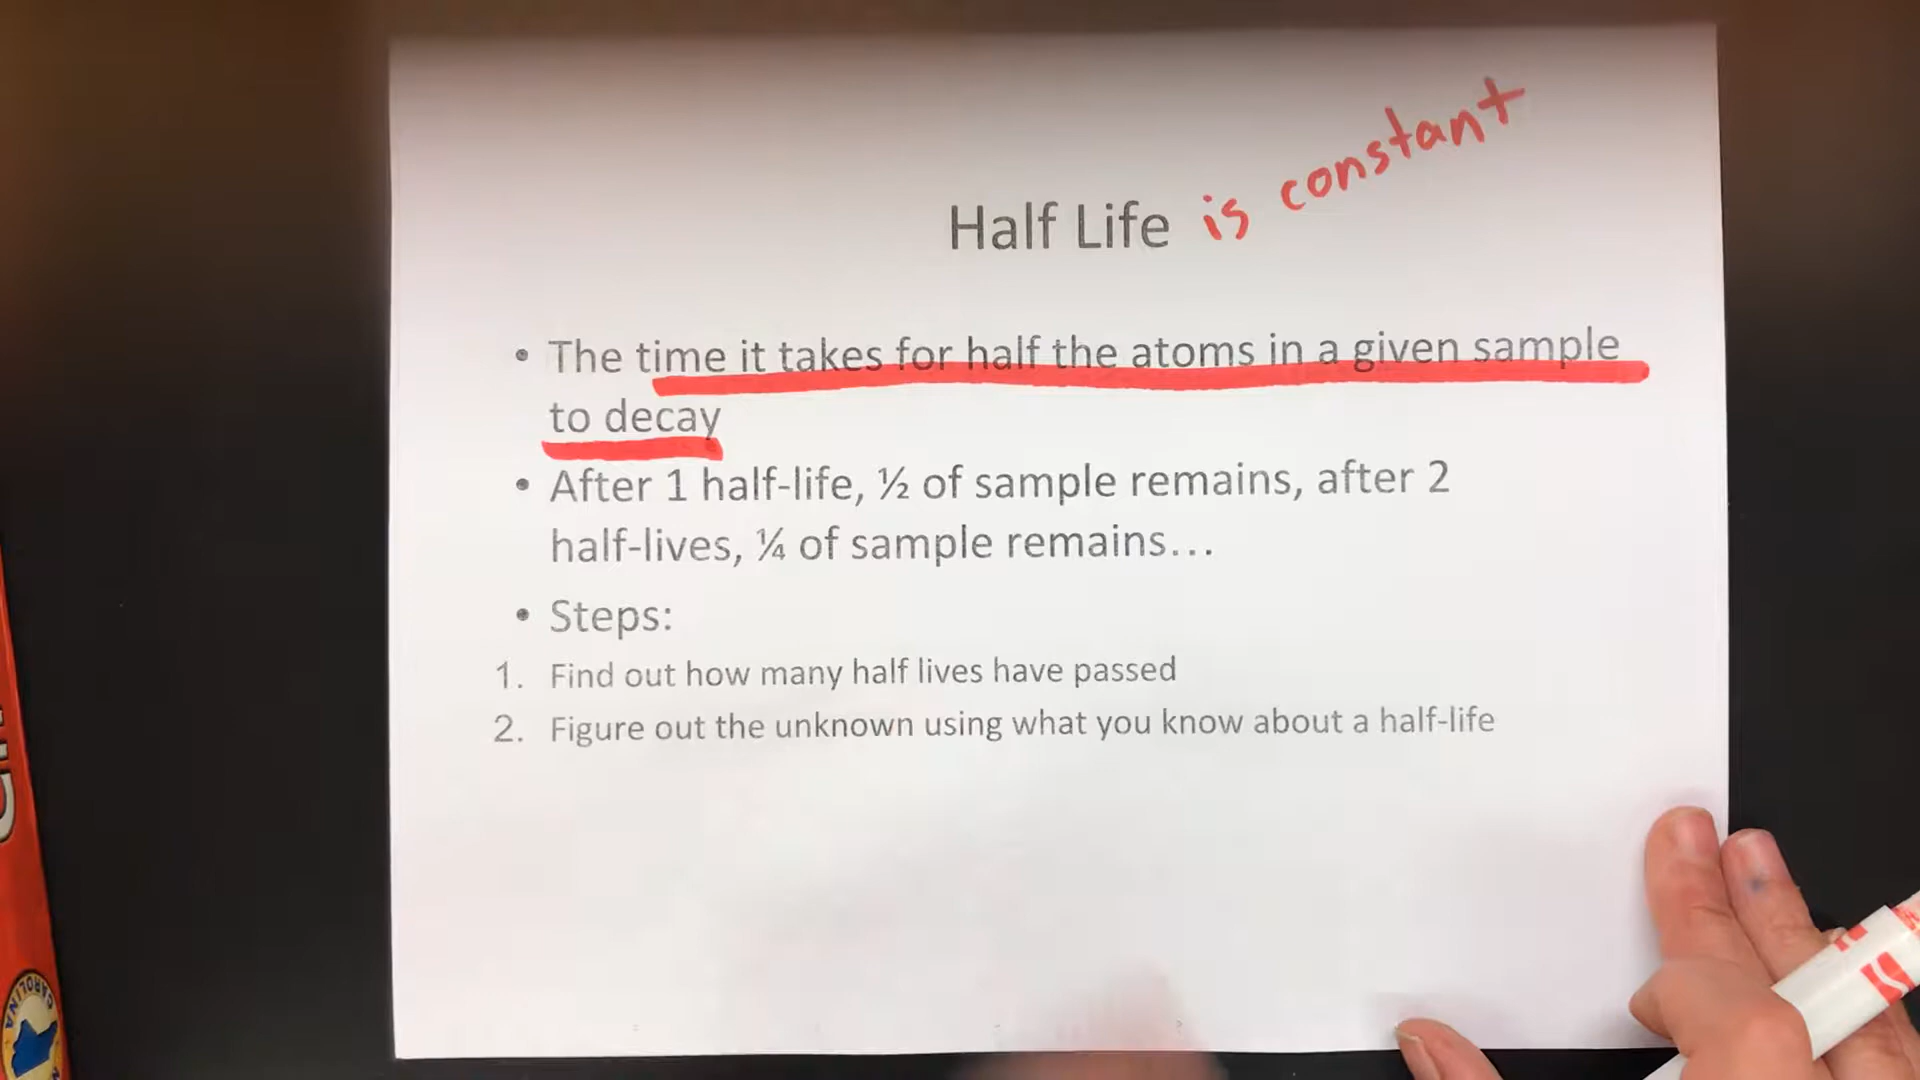 Half Life is constant
• The time it takes for half the atoms in a given sample
to decay
• After 1 half-life, ½ of sample remains, after 2
half-lives, ¼ of sample remains...
• Steps:
1. Find out how many half lives have passed
2. Figure out the unknown using what you know about a half-life
CAROLINA